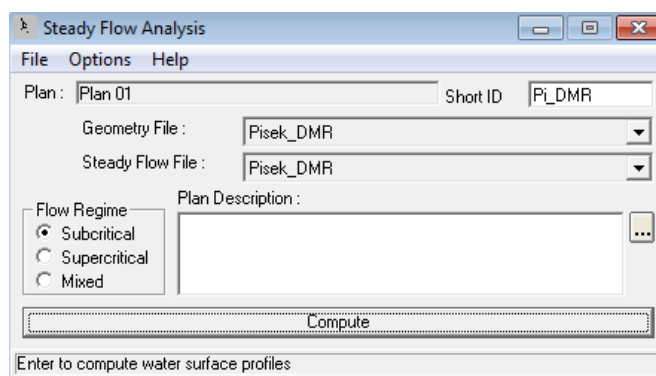 Steady Flow Analysis
File Options Help
Plan : Plan 01 Short ID Pi_DMR
Geometry File : Pisek_DMR
Steady Flow File : Pisek_DMR
Flow Regime Plan Description :
Subcritical
Supercritical
Mixed
...
Compute
Enter to compute water surface profiles